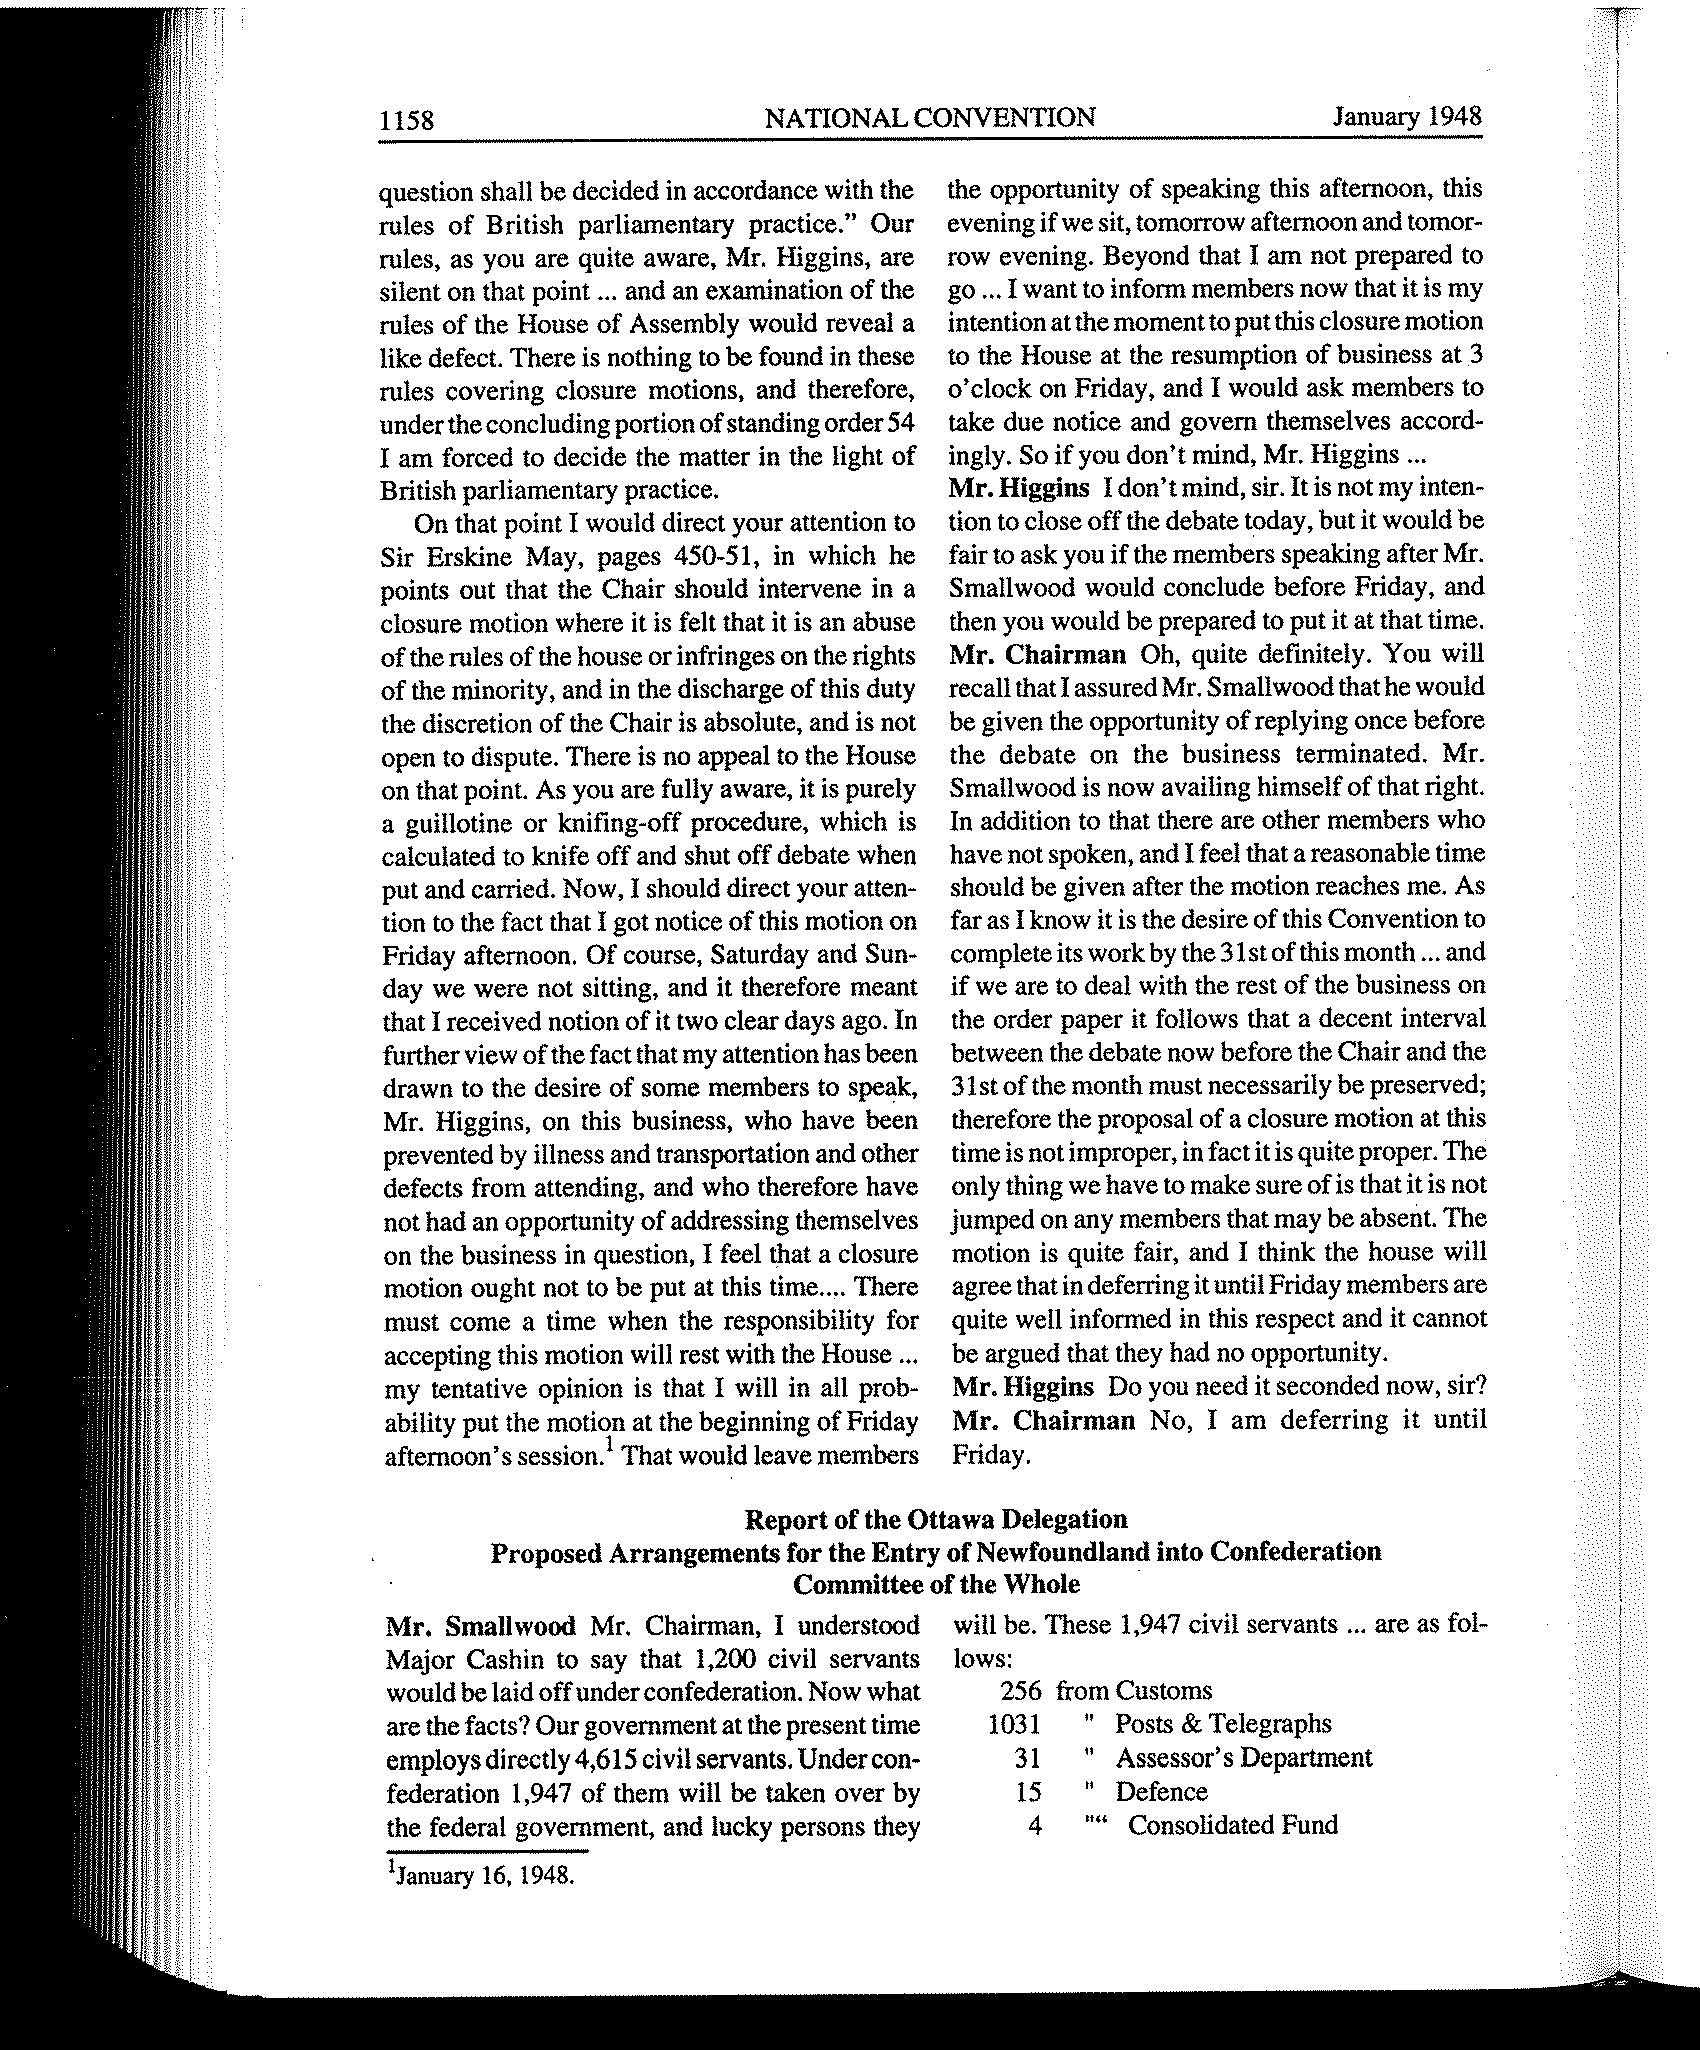 1158 NATIONAL CONVENTION January 1948
question shall be decided in accordance with the
rules of British parliamentary practice." Our
rules, as you are quite aware, Mr. Higgins, are
silent on that point ... and an examination of the
rules of the House of Assembly would reveal a
like defect. There is nothing to be found in these
rules covering closure motions, and therefore,
under the concluding portion of standing order 54
I am forced to decide the matter in the light of
British parliamentary practice.
On that point I would direct your attention to
Sir Erskine May, pages 450-51, in which he
points out that the Chair should intervene in a
closure motion where it is felt that it is an abuse
of the rules of the house or infringes on the rights
of the minority, and in the discharge of this duty
the discretion of the Chair is absolute, and is not
open to dispute. There is no appeal to the House
on that point. As you are fully aware, it is purely
a guillotine or knifing-off procedure, which is
calculated to knife off and shut off debate when
put and carried. Now, I should direct your atten-
tion to the fact that I got notice of this motion on
Friday afternoon. Of course, Saturday and Sun-
day we were not sitting, and it therefore meant
that I received notion of it two clear days ago. In
further view of the fact that my attention has been
drawn to the desire of some members to speak,
Mr. Higgins, on this business, who have been
prevented by illness and transportation and other
defects from attending, and who therefore have
not had an opportunity of addressing themselves
on the business in question, I feel that a closure
motion ought not to be put at this time.... There
must come a time when the responsibility for
accepting this motion will rest with the House ...
my tentative opinion is that I will in all prob-
ability put the motion at the beginning of Friday
afternoon's session.¹ That would leave members
the opportunity of speaking this afternoon, this
evening if we sit, tomorrow afternoon and tomor-
row evening. Beyond that I am not prepared to
go ... I want to inform members now that it is my
intention at the moment to put this closure motion
to the House at the resumption of business at 3
o'clock on Friday, and I would ask members to
take due notice and govern themselves accord-
ingly. So if you don't mind, Mr. Higgins ...
Mr. Higgins I don't mind, sir. It is not my inten-
tion to close off the debate today, but it would be
fair to ask you if the members speaking after Mr.
Smallwood would conclude before Friday, and
then you would be prepared to put it at that time.
Mr. Chairman Oh, quite definitely. You will
recall that I assured Mr. Smallwood that he would
be given the opportunity of replying once before
the debate on the business terminated. Mr.
Smallwood is now availing himself of that right.
In addition to that there are other members who
have not spoken, and I feel that a reasonable time
should be given after the motion reaches me. As
far as I know it is the desire of this Convention to
complete its work by the 31st of this month ... and
if we are to deal with the rest of the business on
the order paper it follows that a decent interval
between the debate now before the Chair and the
31st of the month must necessarily be preserved;
therefore the proposal of a closure motion at this
time is not improper, in fact it is quite proper. The
only thing we have to make sure of is that it is not
jumped on any members that may be absent. The
motion is quite fair, and I think the house will
agree that in deferring it until Friday members are
quite well informed in this respect and it cannot
be argued that they had no opportunity.
Mr. Higgins Do you need it seconded now, sir?
Mr. Chairman No, I am deferring it until
Friday.
Report of the Ottawa Delegation
Proposed Arrangements for the Entry of Newfoundland into Confederation
Committee of the Whole
Mr. Smallwood Mr. Chairman, I understood
Major Cashin to say that 1,200 civil servants
would be laid off under confederation. Now what
are the facts? Our government at the present time
employs directly 4,615 civil servants. Under con-
federation 1,947 of them will be taken over by
the federal government, and lucky persons they
will be. These 1,947 civil servants ... are as fol-
lows:
256 from Customs
1031 " Posts & Telegraphs
31 " Assessor's Department
15 " Defence
4 "“ Consolidated Fund
¹January 16, 1948.